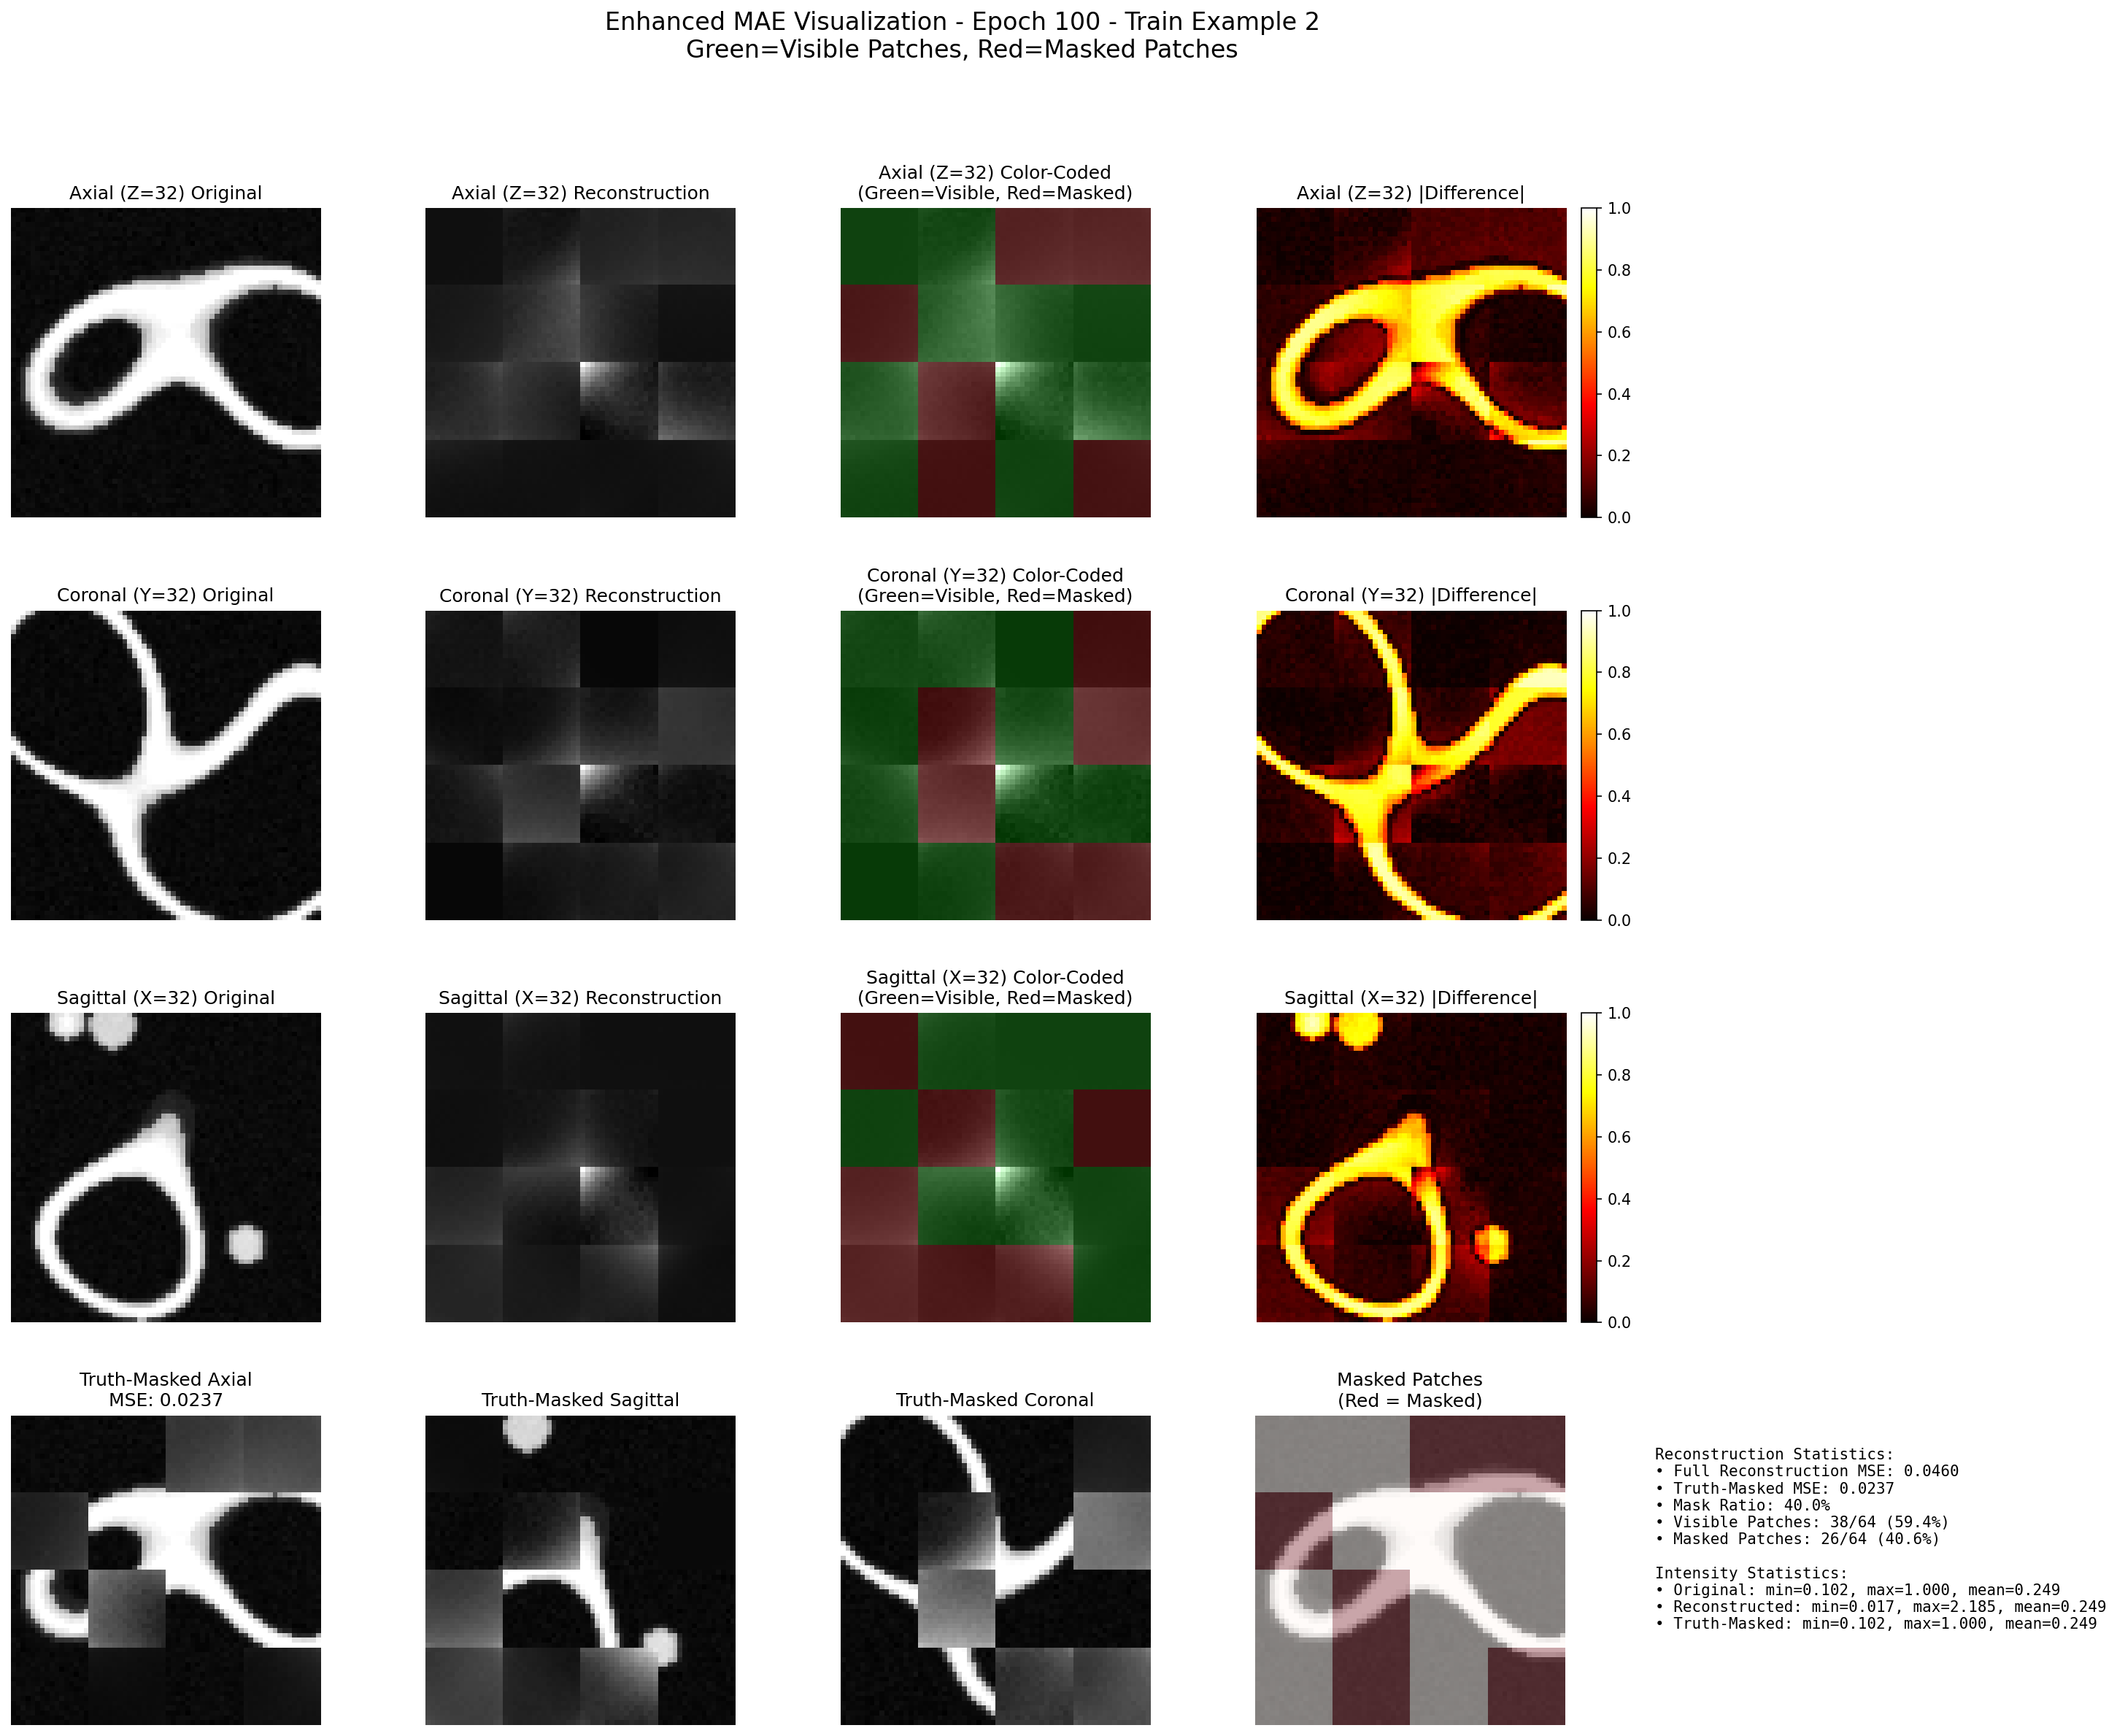 Enhanced MAE Visualization - Epoch 100 - Train Example 2
Green=Visible Patches, Red=Masked Patches
Axial (Z=32) Original
Axial (Z=32) Reconstruction
Axial (Z=32) Color-Coded
(Green=Visible, Red=Masked)
Axial (Z=32) |Difference|
1.0
0.8
0.6
0.4
0.2
0.0
Coronal (Y=32) Original
Coronal (Y=32) Reconstruction
Coronal (Y=32) Color-Coded
(Green=Visible, Red=Masked)
Coronal (Y=32) |Difference|
1.0
0.8
0.6
0.4
0.2
0.0
Sagittal (X=32) Original
Sagittal (X=32) Reconstruction
Sagittal (X=32) Color-Coded
(Green=Visible, Red=Masked)
Sagittal (X=32) |Difference|
1.0
0.8
0.6
0.4
0.2
0.0
Truth-Masked Axial
MSE: 0.0237
Truth-Masked Sagittal
Truth-Masked Coronal
Masked Patches
(Red = Masked)
Reconstruction Statistics:
• Full Reconstruction MSE: 0.0460
• Truth-Masked MSE: 0.0237
• Mask Ratio: 40.0%
• Visible Patches: 38/64 (59.4%)
• Masked Patches: 26/64 (40.6%)
Intensity Statistics:
• Original: min=0.102, max=1.000, mean=0.249
• Reconstructed: min=0.017, max=2.185, mean=0.249
• Truth-Masked: min=0.102, max=1.000, mean=0.249